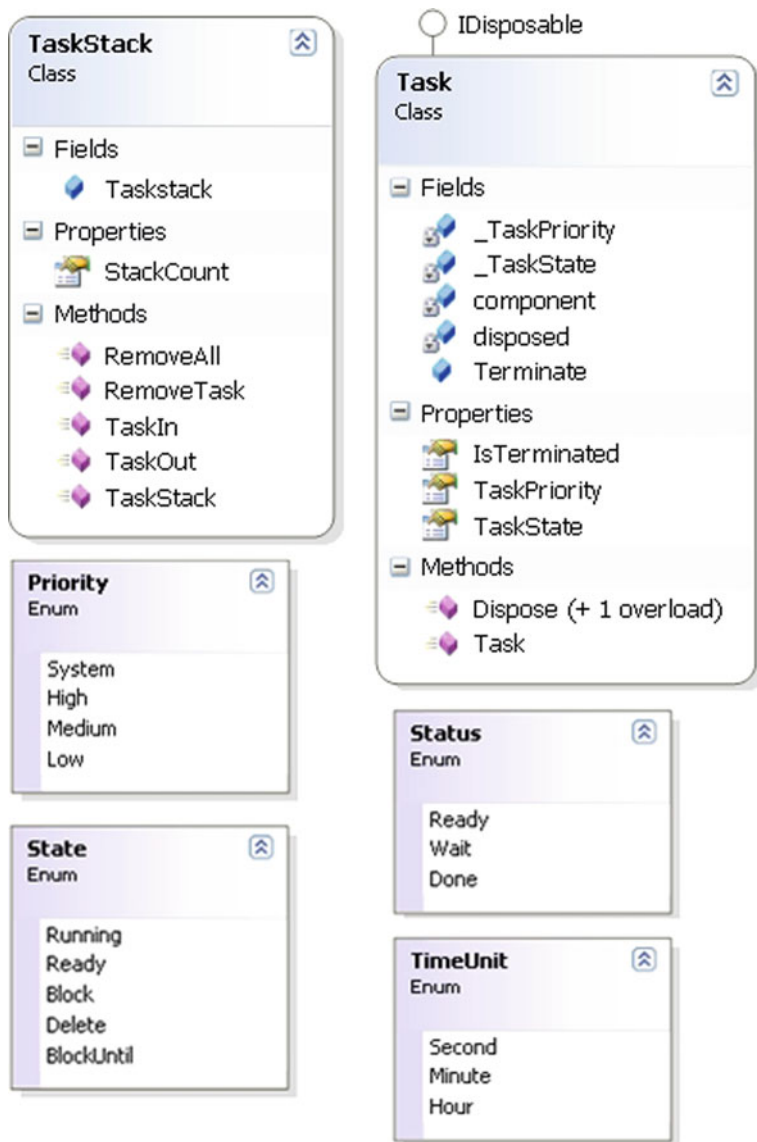 TaskStack
Class
Fields
Taskstack
Properties
StackCount
Methods
RemoveAll
RemoveTask
TaskIn
TaskOut
TaskStack
IDisposable
Task
Class
Fields
_TaskPriority
_TaskState
component
disposed
Terminate
Properties
IsTerminated
TaskPriority
TaskState
Methods
Dispose (+ 1 overload)
Task
Priority
Enum
System
High
Medium
Low
Status
Enum
Ready
Wait
Done
State
Enum
Running
Ready
Block
Delete
BlockUntil
TimeUnit
Enum
Second
Minute
Hour